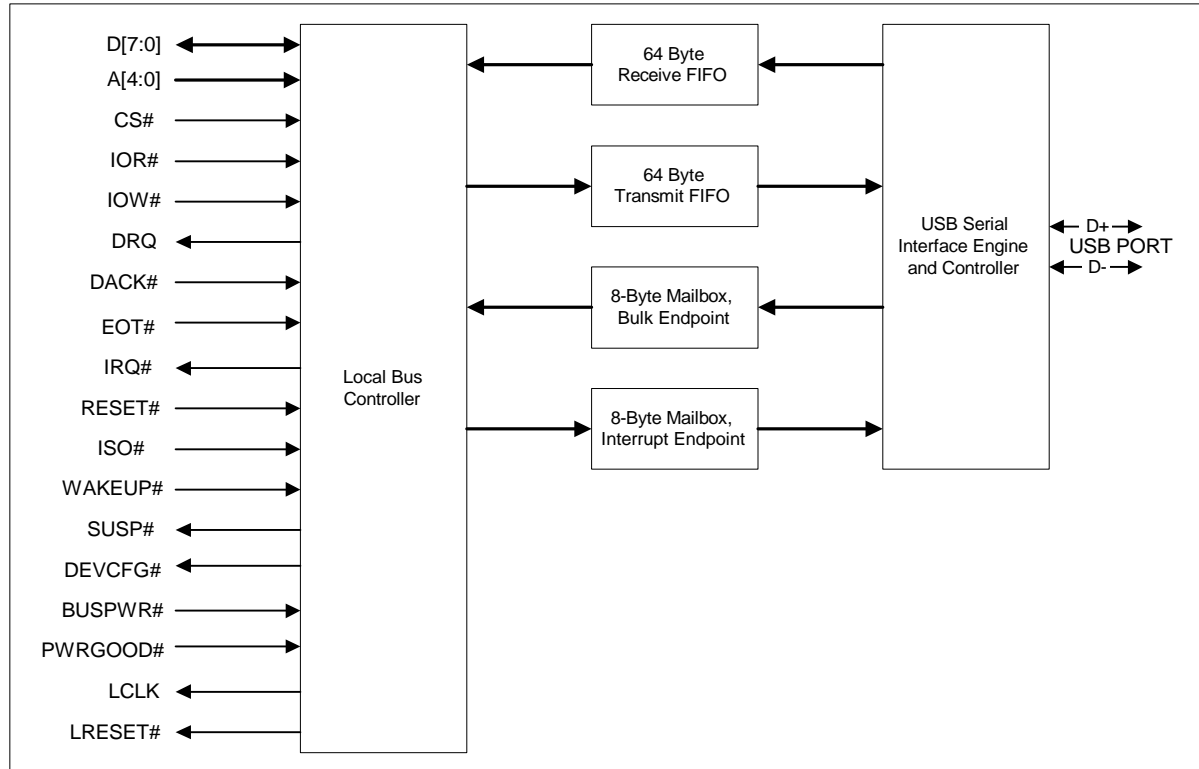 D[7:0]
A[4:0]
CS#
IOR#
IOW#
DRQ
DACK#
EOT#
IRQ#
RESET#
ISO#
WAKEUP#
SUSP#
DEVCFG#
BUSPWR#
PWRGOOD#
LCLK
LRESET#
Local Bus
Controller
64 Byte
Receive FIFO
64 Byte
Transmit FIFO
8-Byte Mailbox,
Bulk Endpoint
8-Byte Mailbox,
Interrupt Endpoint
USB Serial
Interface Engine
and Controller
D+
USB PORT
D-